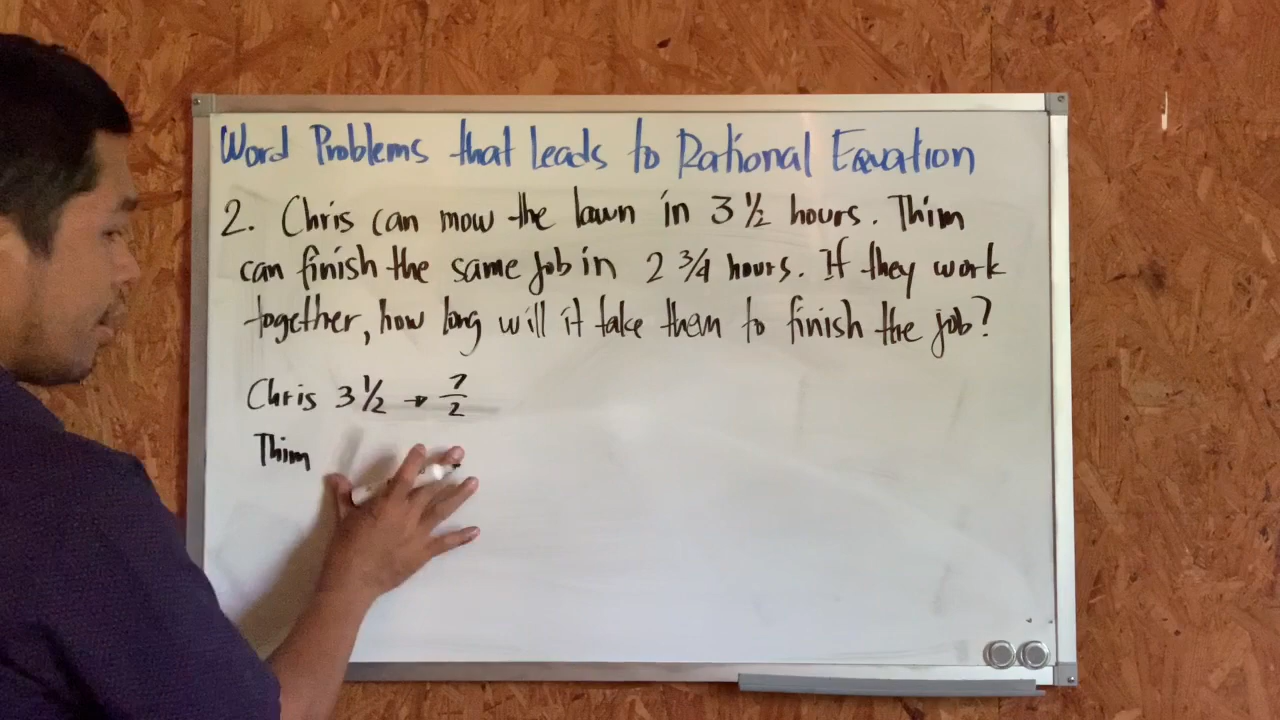 Word Problems that leads to Rational Equation
2. Chris can mow the lawn in 3 1/2 hours. Thim
can finish the same job in 2 3/4 hours. If they work
together, how long will it take them to finish the job?
Chris 3 1/2 → 7/2
Thim